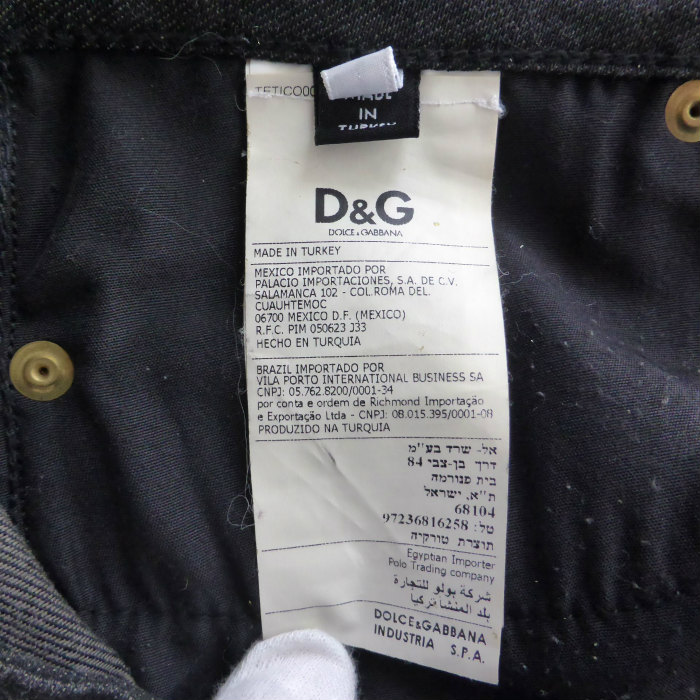 TETICO00
MADE
IN
TURKEY
D&G
DOLCE & GABBANA
MADE IN TURKEY
MEXICO IMPORTADO POR
PALACIO IMPORTACIONES, S.A. DE C.V.
SALAMANCA 102 - COL.ROMA DEL.
CUAUHTEMOC
06700 MEXICO D.F. (MEXICO)
R.F.C. PIM 050623 J33
HECHO EN TURQUIA
BRAZIL IMPORTADO POR
VILA PORTO INTERNATIONAL BUSINESS SA
CNPJ: 05.762.8200/0001-34
por conta e ordem de Richmond Importação
e Exportação Ltda - CNPJ: 08.015.395/0001-08
PRODUZIDO NA TURQUIA
אל- שרד בע"מ
דרך בן-צבי 84
בית פנורמה
ת"א, ישראל
68104
טל: 97236816258
תוצרת טורקיה
Egyptian Importer
Polo Trading company
شركة بولو للتجارة
بلد المنشا تركيا
DOLCE&GABBANA
INDUSTRIA S.P.A.